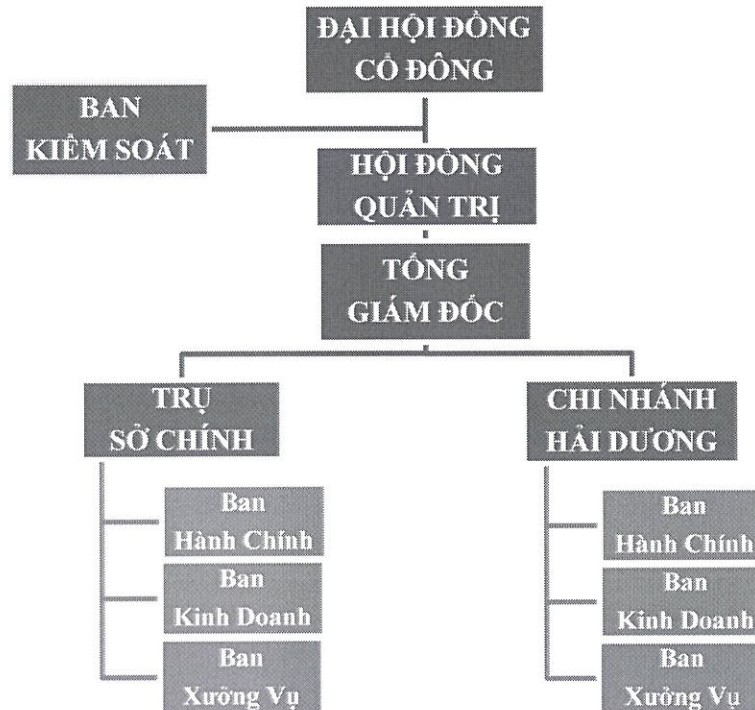 ĐẠI HỘI ĐỒNG
CỔ ĐÔNG
BAN
KIỂM SOÁT
HỘI ĐỒNG
QUẢN TRỊ
TỔNG
GIÁM ĐỐC
TRỤ
SỞ CHÍNH
Ban
Hành Chính
Ban
Kinh Doanh
Ban
Xưởng Vụ
CHI NHÁNH
HẢI DƯƠNG
Ban
Hành Chính
Ban
Kinh Doanh
Ban
Xưởng Vụ